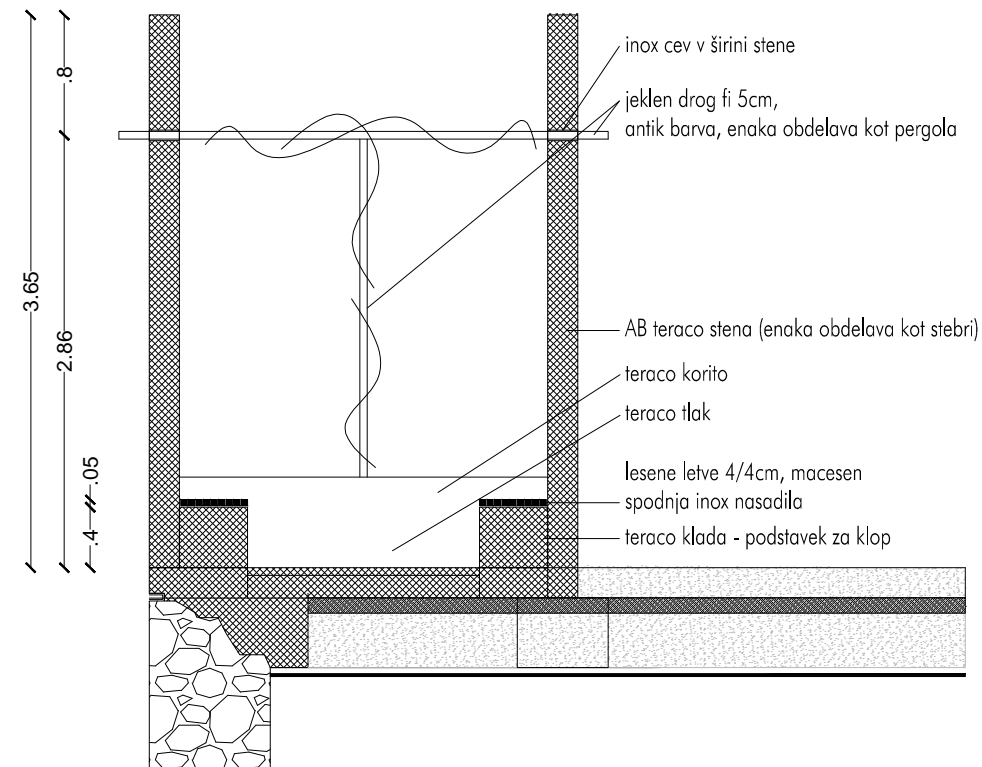 inox cev v širini stene
jeklen drog fi 5cm,
antik barva, enaka obdelava kot pergola
AB teraco stena (enaka obdelava kot stebri)
teraco korito
teraco tlak
lesene letve 4/4cm, macesen
spodnja inox nasadila
teraco klada - podstavek za klop
3.65
.8
2.86
.05
.4